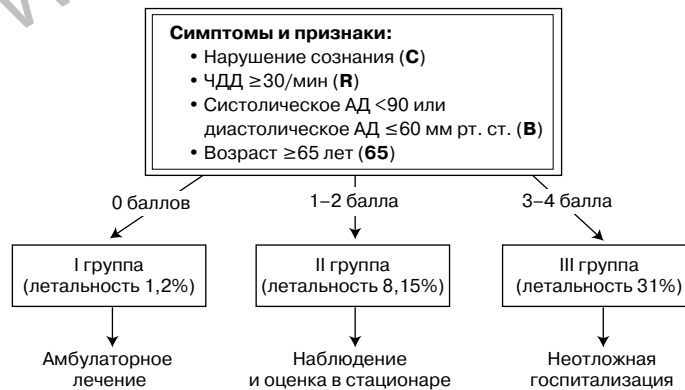 Симптомы и признаки:
• Нарушение сознания (С)
• ЧДД ≥30/мин (R)
• Систолическое АД <90 или
диастолическое АД ≤60 мм рт. ст. (В)
• Возраст ≥65 лет (65)
0 баллов
1–2 балла
3–4 балла
I группа
(летальность 1,2%)
II группа
(летальность 8,15%)
III группа
(летальность 31%)
Амбулаторное
лечение
Наблюдение
и оценка в стационаре
Неотложная
госпитализация